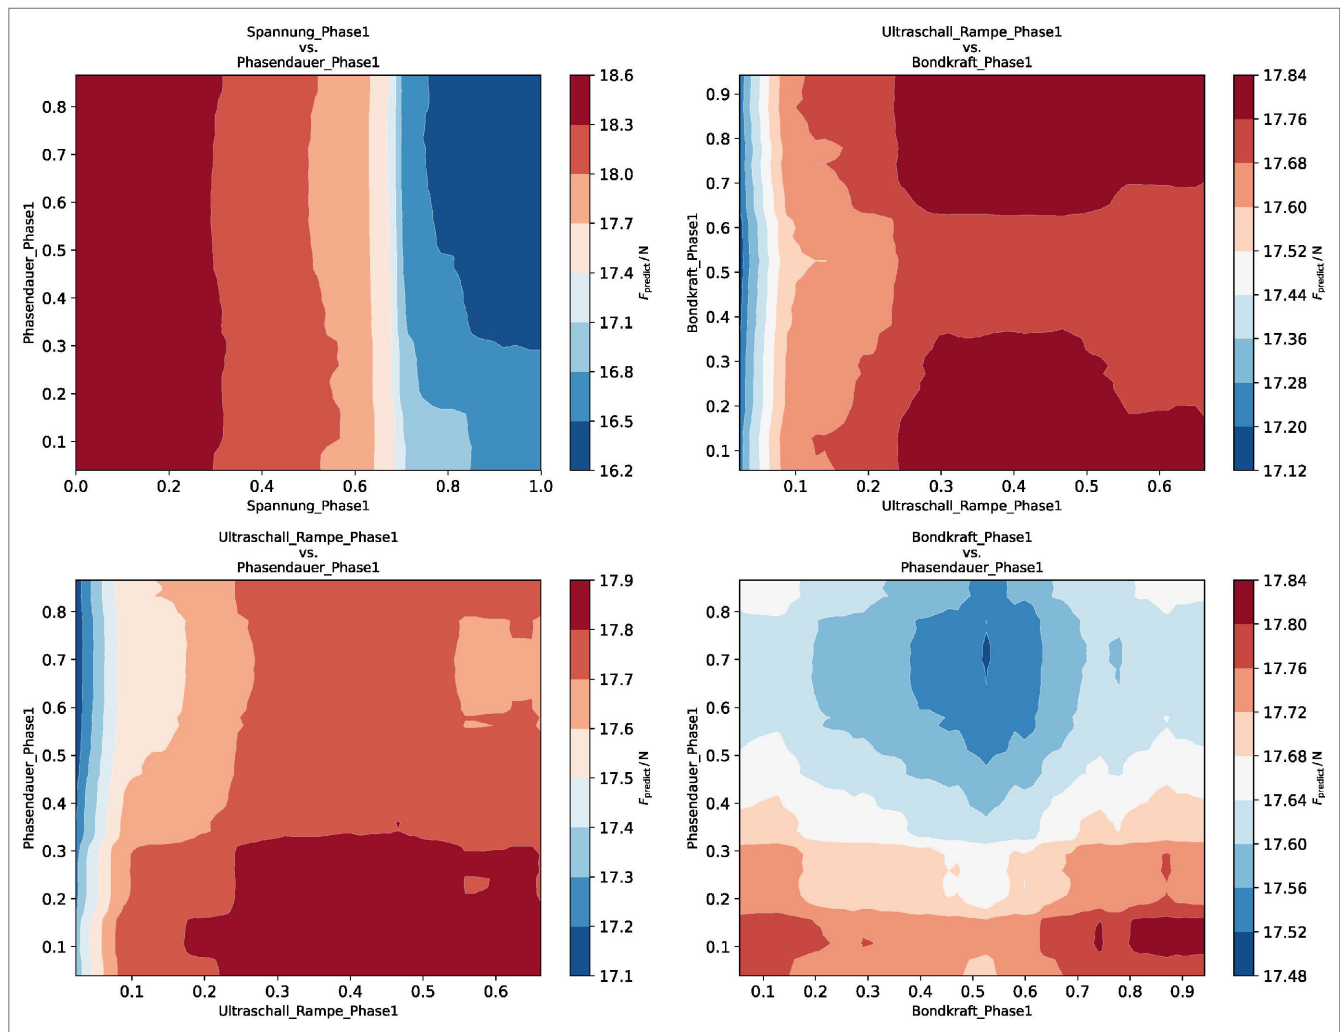 Spannung_Phase1
vs.
Phasendauer_Phase1
Phasendauer_Phase1
0.8
0.7
0.6
0.5
0.4
0.3
0.2
0.1
0.0 0.2 0.4 0.6 0.8 1.0
Spannung_Phase1
18.6
18.3
18.0
17.7
17.4
17.1
16.8
16.5
16.2
Fpredict / N
Ultraschall_Rampe_Phase1
vs.
Bondkraft_Phase1
Bondkraft_Phase1
0.9
0.8
0.7
0.6
0.5
0.4
0.3
0.2
0.1
0.1 0.2 0.3 0.4 0.5 0.6
Ultraschall_Rampe_Phase1
17.84
17.76
17.68
17.60
17.52
17.44
17.36
17.28
17.20
17.12
Fpredict / N
Ultraschall_Rampe_Phase1
vs.
Phasendauer_Phase1
Phasendauer_Phase1
0.8
0.7
0.6
0.5
0.4
0.3
0.2
0.1
0.1 0.2 0.3 0.4 0.5 0.6
Ultraschall_Rampe_Phase1
17.9
17.8
17.7
17.6
17.5
17.4
17.3
17.2
17.1
Fpredict / N
Bondkraft_Phase1
vs.
Phasendauer_Phase1
Phasendauer_Phase1
0.8
0.7
0.6
0.5
0.4
0.3
0.2
0.1
0.1 0.2 0.3 0.4 0.5 0.6 0.7 0.8 0.9
Bondkraft_Phase1
17.84
17.80
17.76
17.72
17.68
17.64
17.60
17.56
17.52
17.48
Fpredict / N